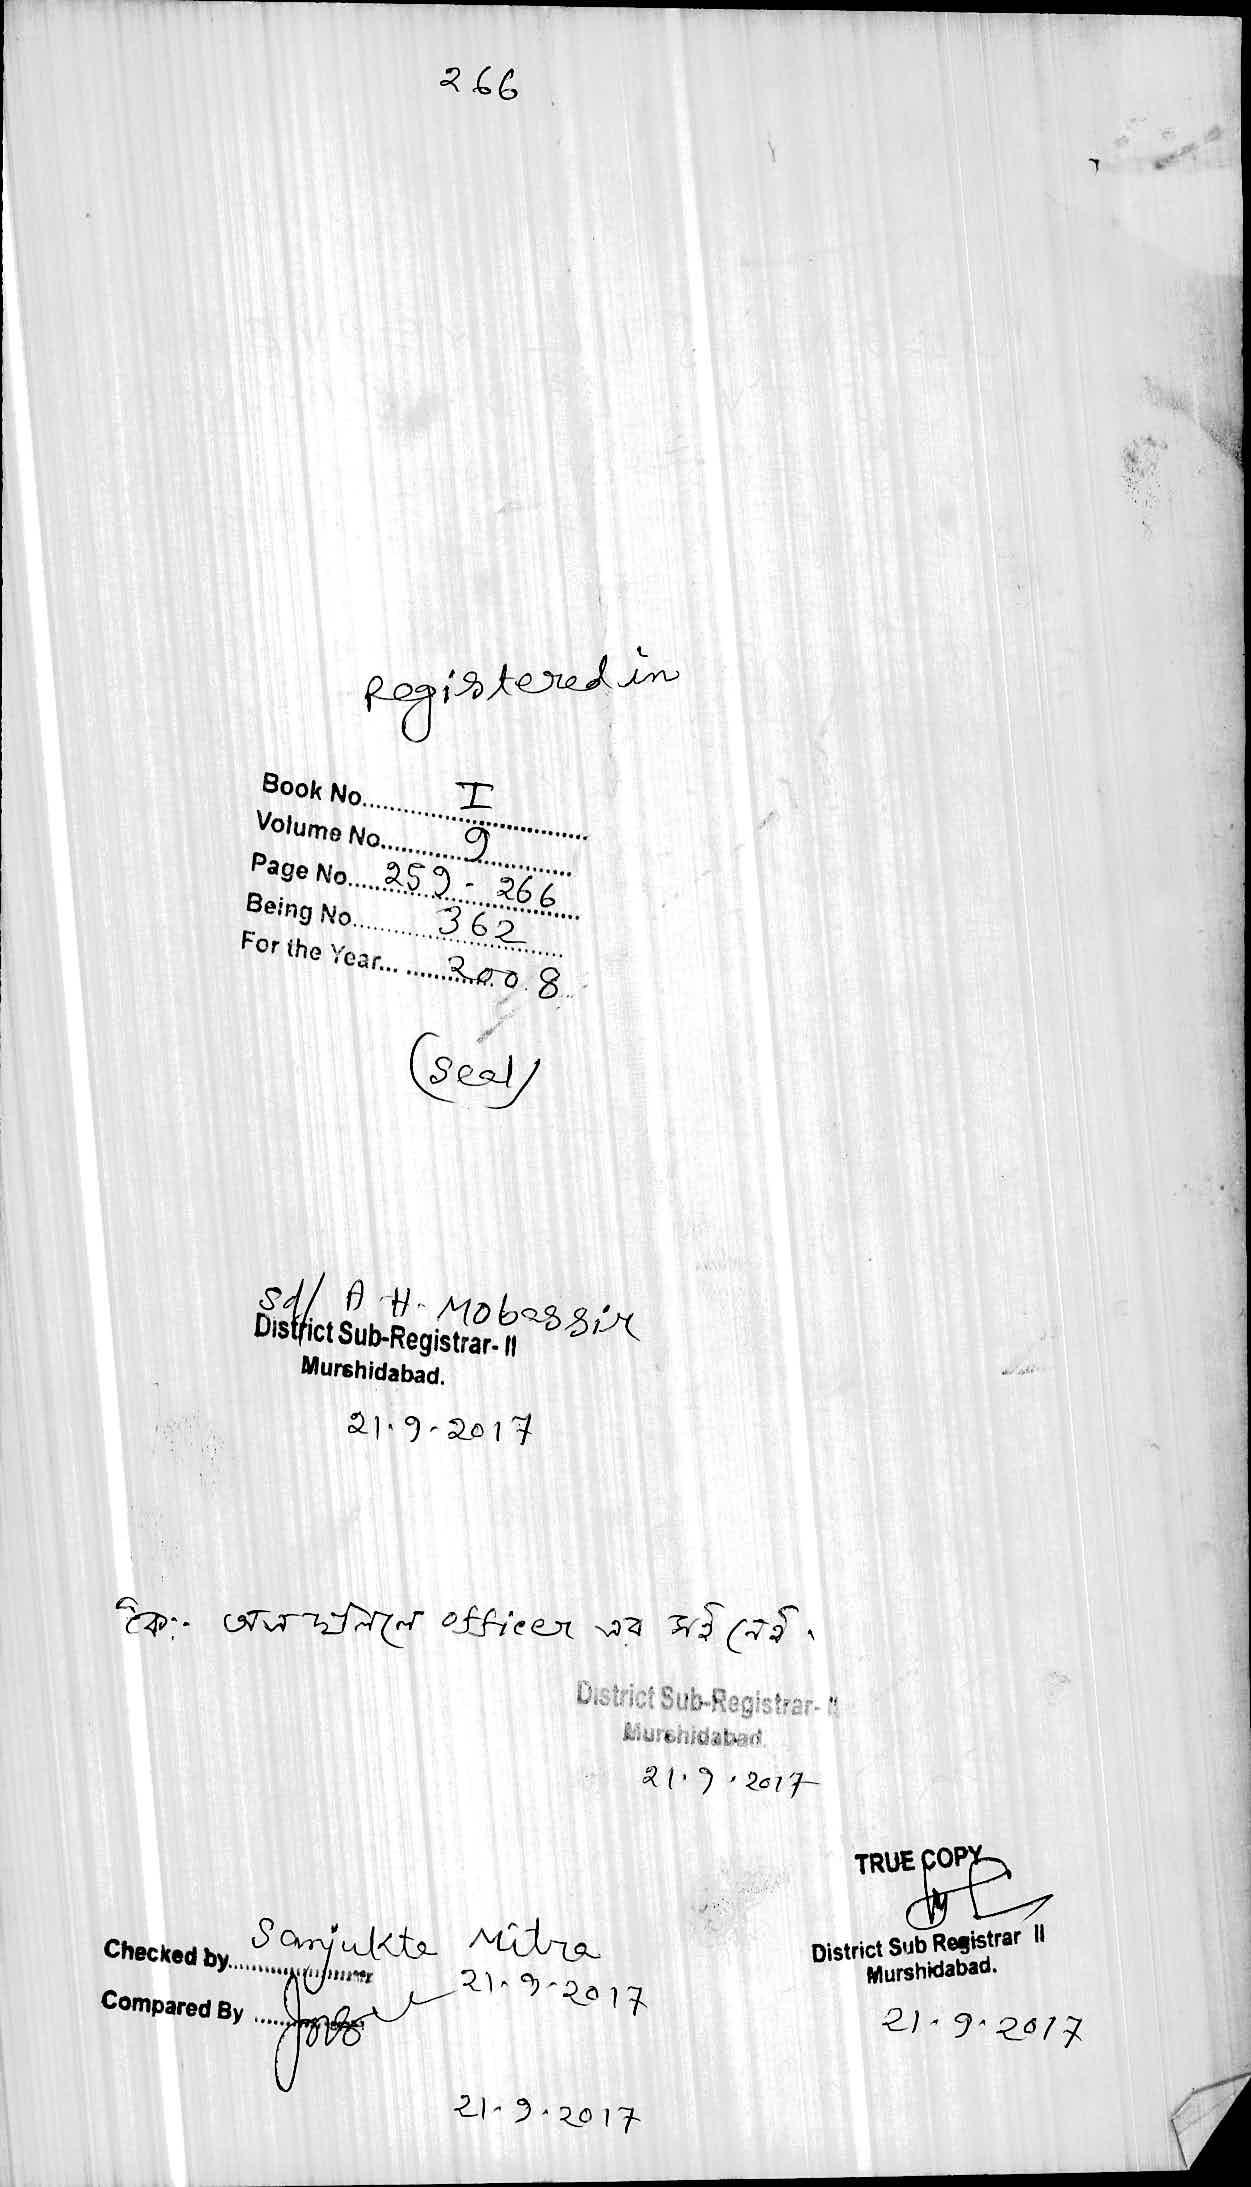 266
Registered in
Book No.............I..................
Volume No.............9................
Page No.....259 - 266
Being No............362.........
For the Year... .........2008
(Seal)
Sd/ A. H. Mobassir
District Sub-Registrar- II
Murshidabad.
21.9.2017
officer এর সই নেই.
District Sub-Registrar- II
Murshidabad.
21.9.2017
TRUE COPY
District Sub Registrar II
Murshidabad.
21.9.2017
Checked by.......Sanjukta Mitra
21.9.2017
Compared By ..........
21.9.2017